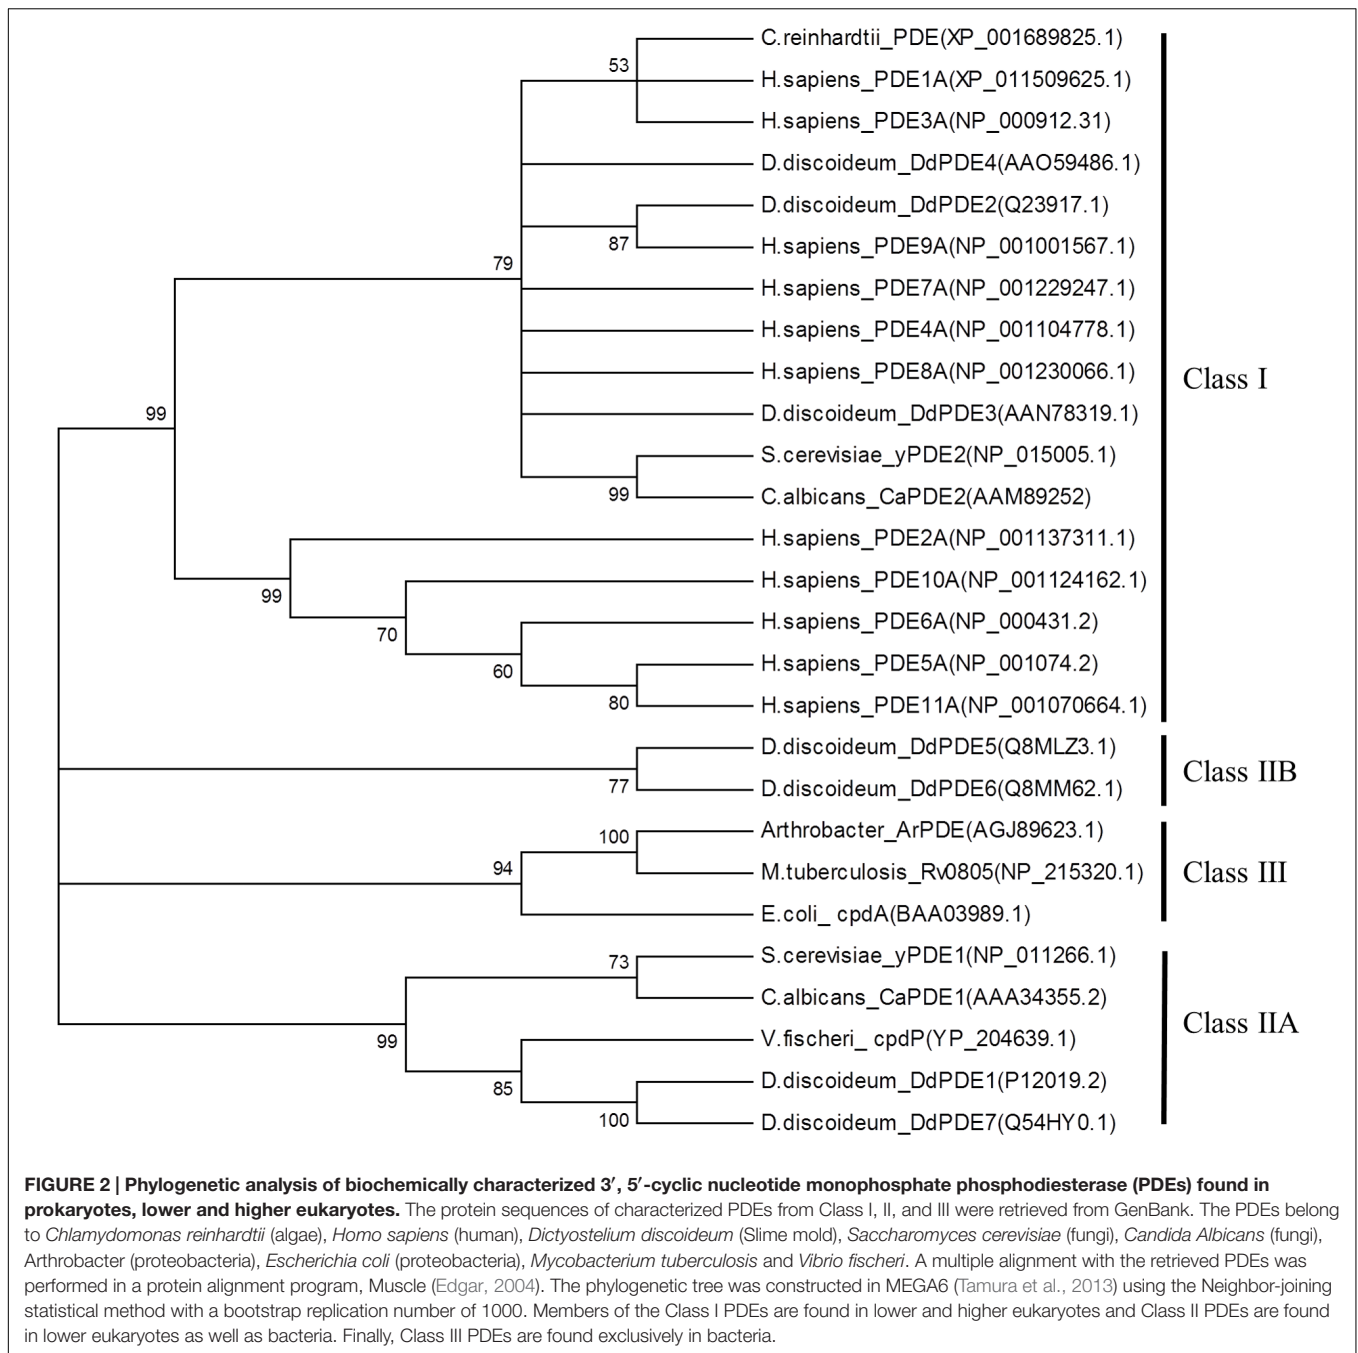 C.reinhardtii_PDE(XP_001689825.1)
53
H.sapiens_PDE1A(XP_011509625.1)
H.sapiens_PDE3A(NP_000912.31)
D.discoideum_DdPDE4(AAO59486.1)
D.discoideum_DdPDE2(Q23917.1)
87
H.sapiens_PDE9A(NP_001001567.1)
79
H.sapiens_PDE7A(NP_001229247.1)
H.sapiens_PDE4A(NP_001104778.1)
H.sapiens_PDE8A(NP_001230066.1)
Class I
99
D.discoideum_DdPDE3(AAN78319.1)
S.cerevisiae_yPDE2(NP_015005.1)
99
C.albicans_CaPDE2(AAM89252)
H.sapiens_PDE2A(NP_001137311.1)
99
H.sapiens_PDE10A(NP_001124162.1)
70
H.sapiens_PDE6A(NP_000431.2)
60
H.sapiens_PDE5A(NP_001074.2)
80
H.sapiens_PDE11A(NP_001070664.1)
D.discoideum_DdPDE5(Q8MLZ3.1)
Class IIB
77
D.discoideum_DdPDE6(Q8MM62.1)
100
Arthrobacter_ArPDE(AGJ89623.1)
94
M.tuberculosis_Rv0805(NP_215320.1)
Class III
E.coli_ cpdA(BAA03989.1)
73
S.cerevisiae_yPDE1(NP_011266.1)
C.albicans_CaPDE1(AAA34355.2)
Class IIA
99
V.fischeri_ cpdP(YP_204639.1)
85
D.discoideum_DdPDE1(P12019.2)
100
D.discoideum_DdPDE7(Q54HY0.1)
FIGURE 2 | Phylogenetic analysis of biochemically characterized 3′, 5′-cyclic nucleotide monophosphate phosphodiesterase (PDEs) found in
prokaryotes, lower and higher eukaryotes. The protein sequences of characterized PDEs from Class I, II, and III were retrieved from GenBank. The PDEs belong
to Chlamydomonas reinhardtii (algae), Homo sapiens (human), Dictyostelium discoideum (Slime mold), Saccharomyces cerevisiae (fungi), Candida Albicans (fungi),
Arthrobacter (proteobacteria), Escherichia coli (proteobacteria), Mycobacterium tuberculosis and Vibrio fischeri. A multiple alignment with the retrieved PDEs was
performed in a protein alignment program, Muscle (Edgar, 2004). The phylogenetic tree was constructed in MEGA6 (Tamura et al., 2013) using the Neighbor-joining
statistical method with a bootstrap replication number of 1000. Members of the Class I PDEs are found in lower and higher eukaryotes and Class II PDEs are found
in lower eukaryotes as well as bacteria. Finally, Class III PDEs are found exclusively in bacteria.